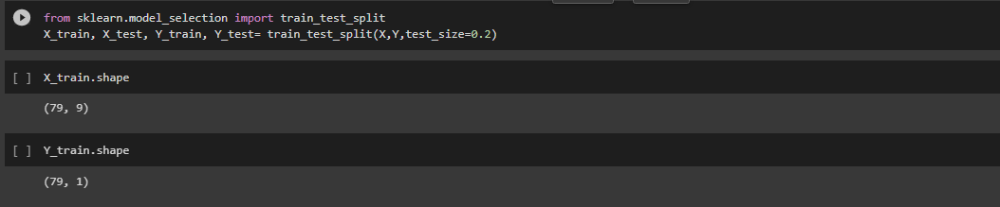 from sklearn.model_selection import train_test_split
X_train, X_test, Y_train, Y_test= train_test_split(X,Y,test_size=0.2)
[ ] X_train.shape
(79, 9)
[ ] Y_train.shape
(79, 1)